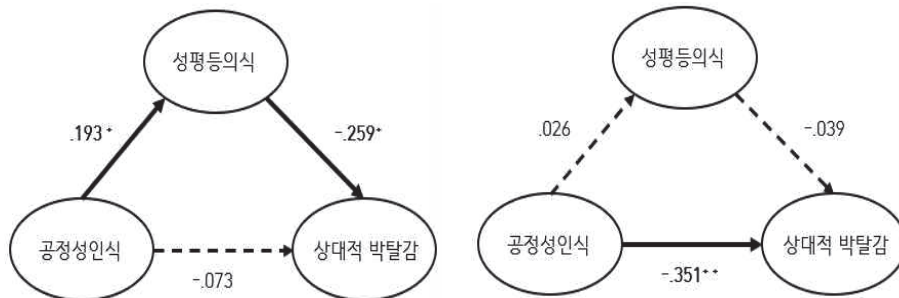 성평등의식
.193⁺
-.259⁺
공정성인식
상대적 박탈감
-.073
성평등의식
.026
-.039
공정성인식
상대적 박탈감
-.351⁺⁺